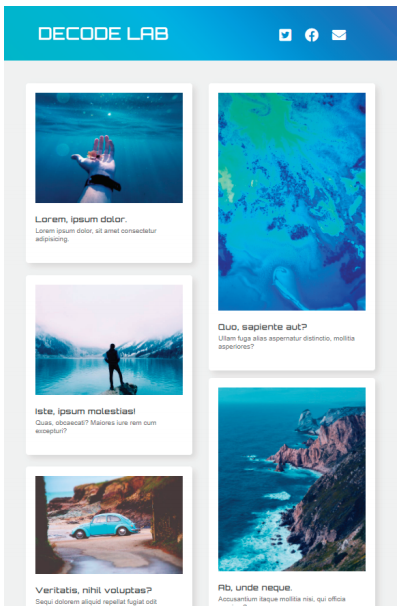 DECODE LAB
Lorem, ipsum dolor.
Lorem ipsum dolor, sit amet consectetur
adipisicing.
Iste, ipsum molestias!
Quas, obcaecati? Maiores iure rem cum
excepturi?
Veritatis, nihil voluptas?
Sequi dolorem aliquid repellat fugiat odit
Quo, sapiente aut?
Ullam fuga alias aspernatur distinctio, mollitia
asperiores?
Ab, unde neque.
Accusantium itaque mollitia nisi, qui officia